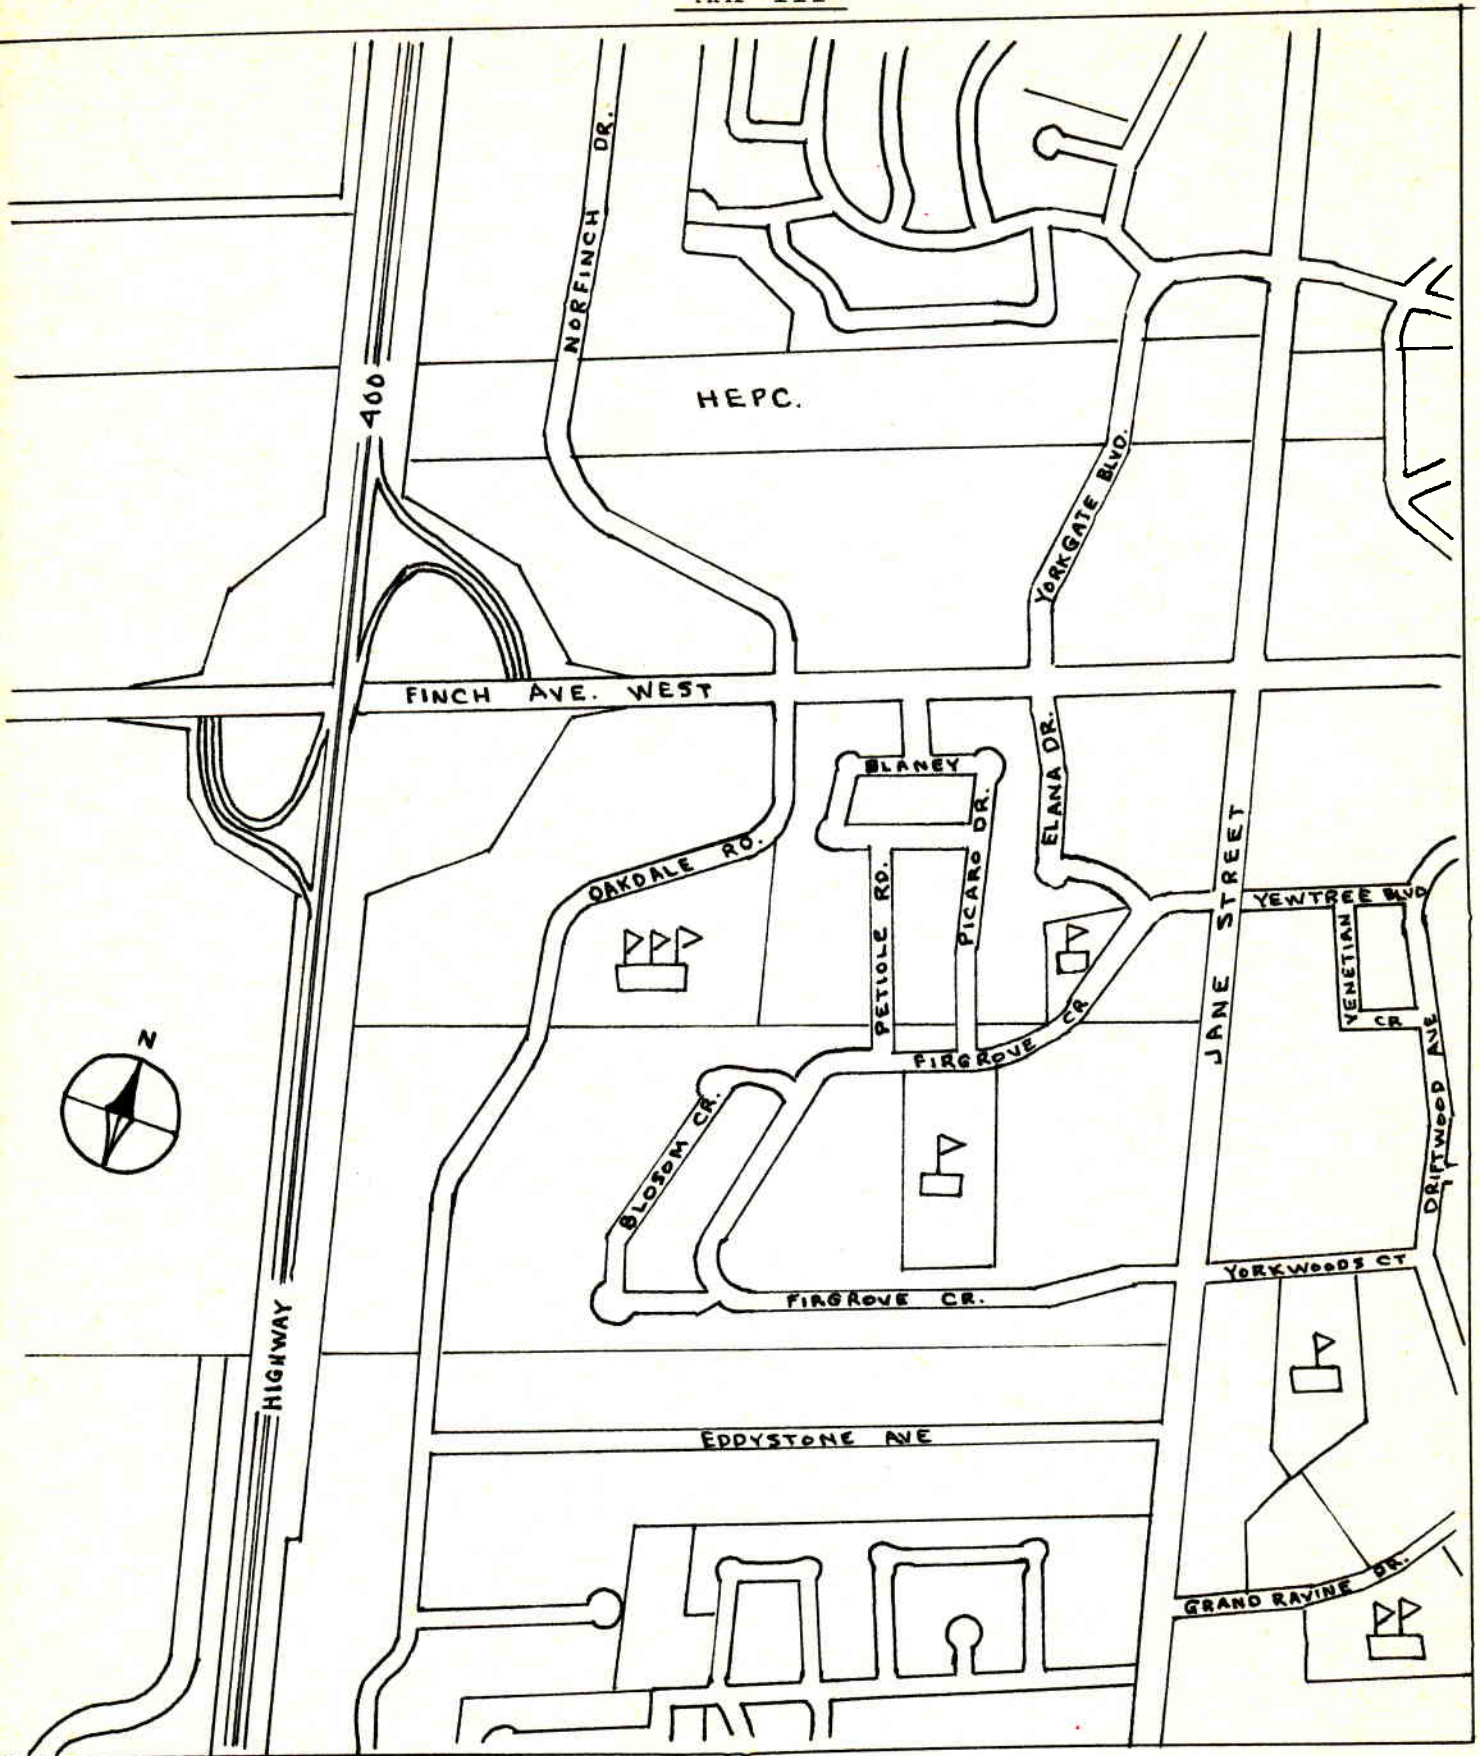 NORFINCH DR.
400
HEPC.
YORKGATE BLVD.
FINCH AVE. WEST
BLANEY
ELANA DR.
PICARO DR.
OAKDALE RD.
PETIOLE RD.
JANE STREET
YEWTREE BLVD
VENETIAN
CR
DRIFTWOOD AVE
FIRGROVE CR
N
BLOSOM CR.
YORKWOODS CT
FIRGROVE CR.
HIGHWAY
EDDYSTONE AVE
GRAND RAVINE DR.